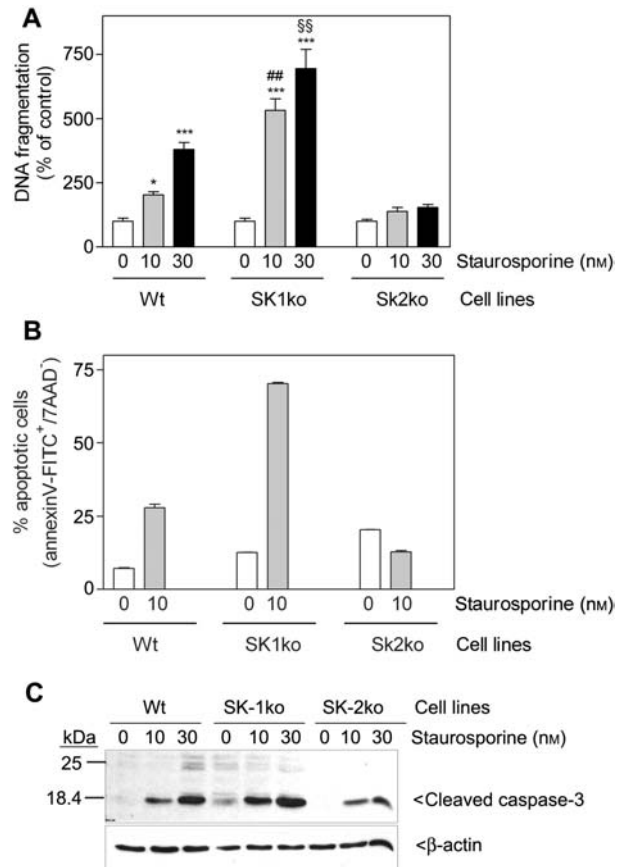 A
DNA fragmentation
(% of control)
750
500
250
0
* *** ## *** §§ ***
0 10 30 0 10 30 0 10 30 Staurosporine (nM)
Wt SK1ko Sk2ko Cell lines
B
% apoptotic cells
(annexinV-FITC+/7AAD-)
75
50
25
0
0 10 0 10 0 10 Staurosporine (nM)
Wt SK1ko Sk2ko Cell lines
C
Wt SK-1ko SK-2ko Cell lines
kDa 0 10 30 0 10 30 0 10 30 Staurosporine (nM)
25
18.4 <Cleaved caspase-3
<β-actin